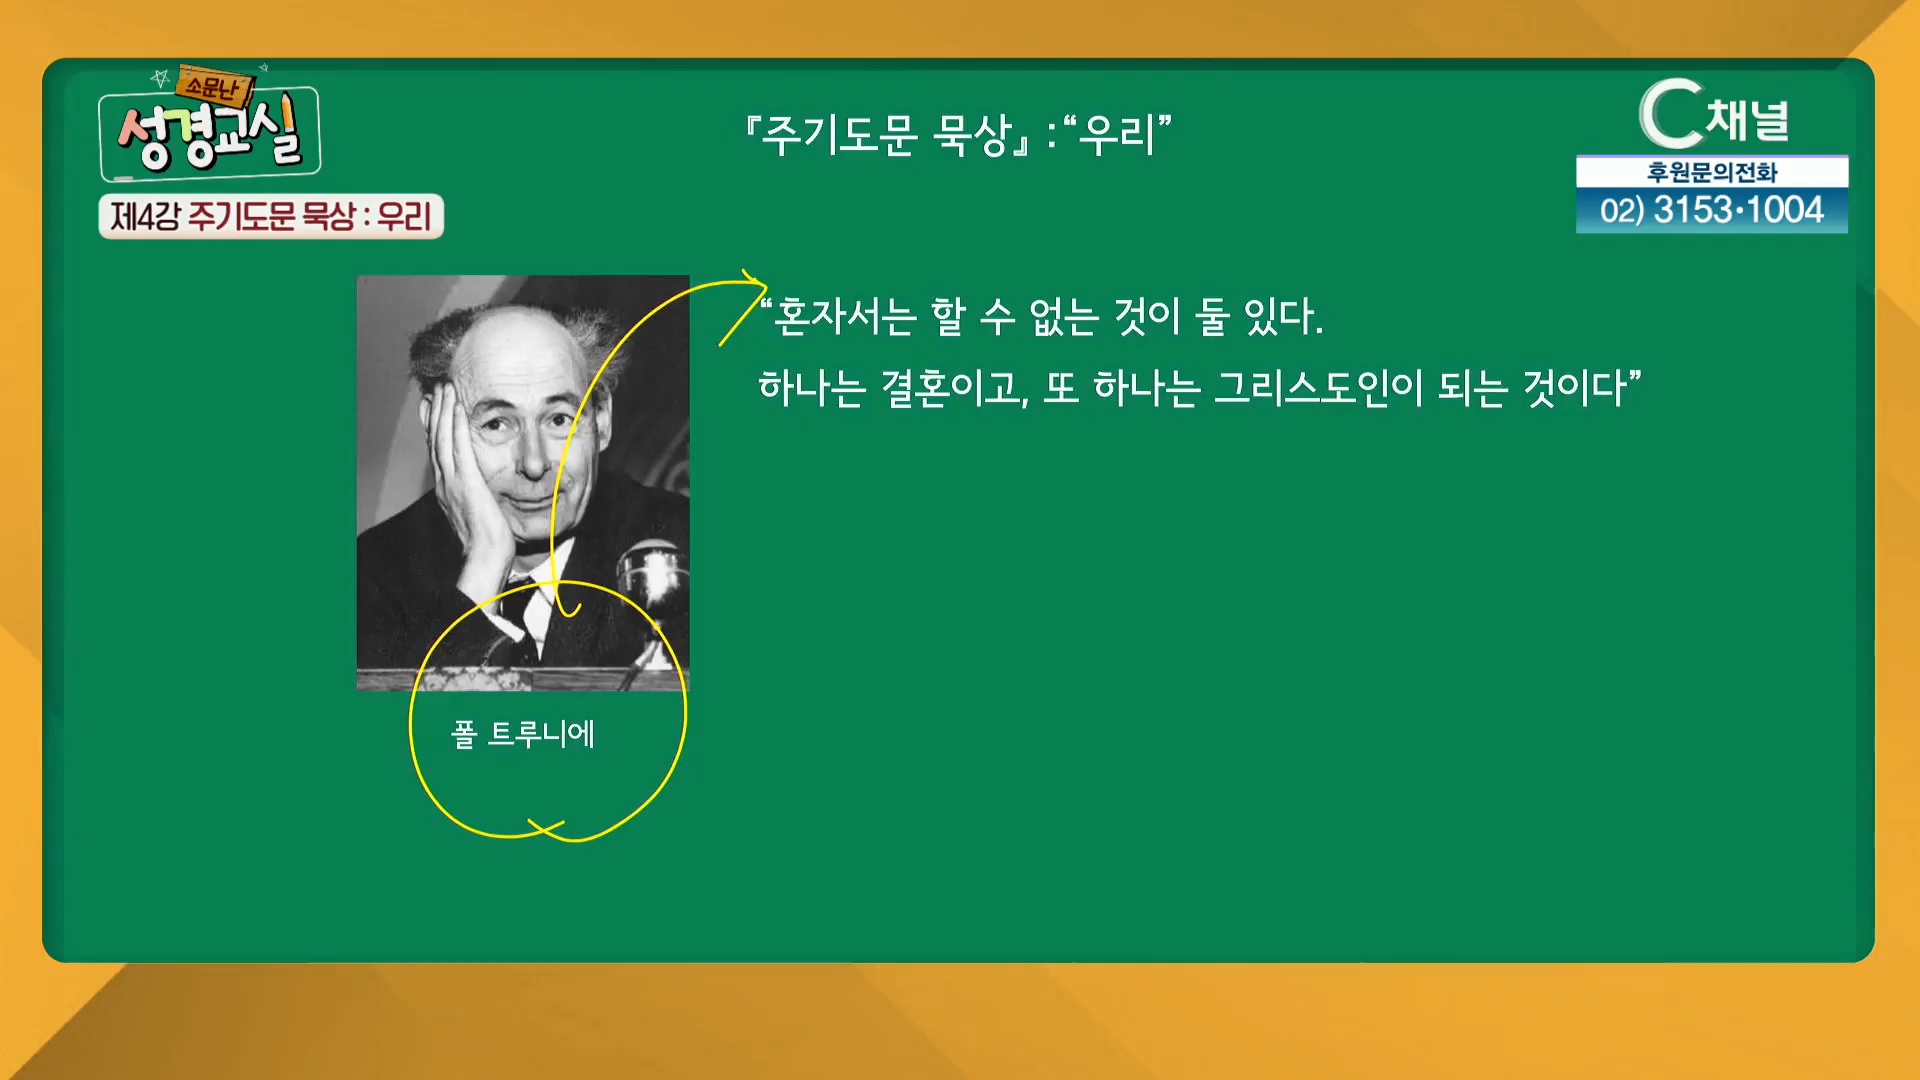 소문난
성경교실
제4강 주기도문 묵상 : 우리
『주기도문 묵상』 : “우리”
C채널
후원문의전화
02) 3153·1004
“혼자서는 할 수 없는 것이 둘 있다.
하나는 결혼이고, 또 하나는 그리스도인이 되는 것이다”
폴 트루니에